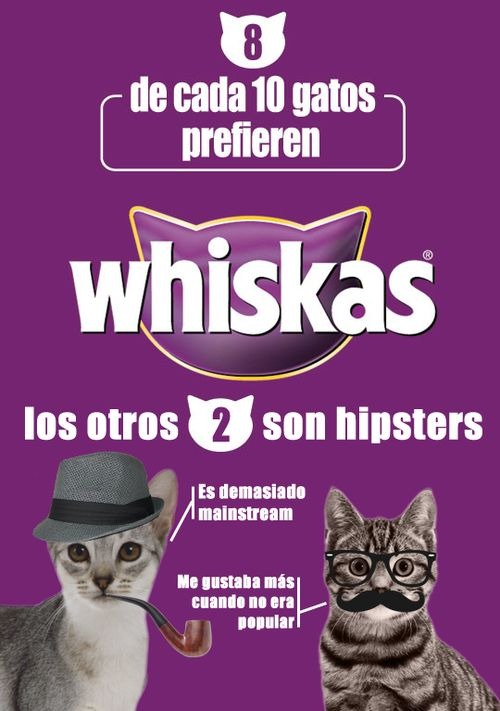 8
de cada 10 gatos
prefieren
whiskas®
los otros 2 son hipsters
Es demasiado
mainstream
Me gustaba más
cuando no era
popular